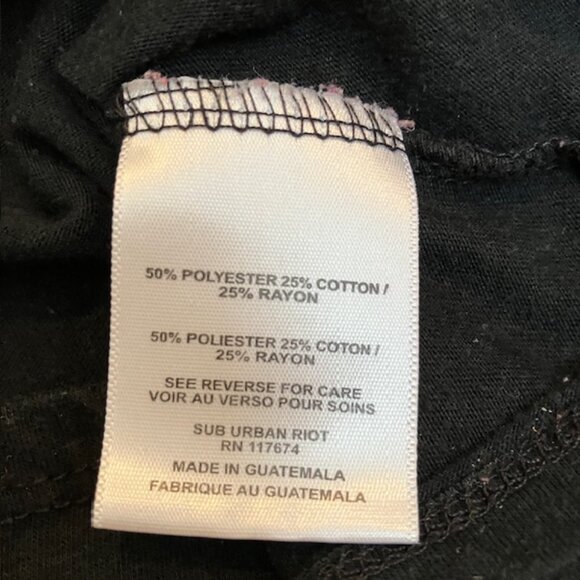 50% POLYESTER 25% COTTON /
25% RAYON
50% POLIESTER 25% COTON /
25% RAYON
SEE REVERSE FOR CARE
VOIR AU VERSO POUR SOINS
SUB URBAN RIOT
RN 117674
MADE IN GUATEMALA
FABRIQUE AU GUATEMALA